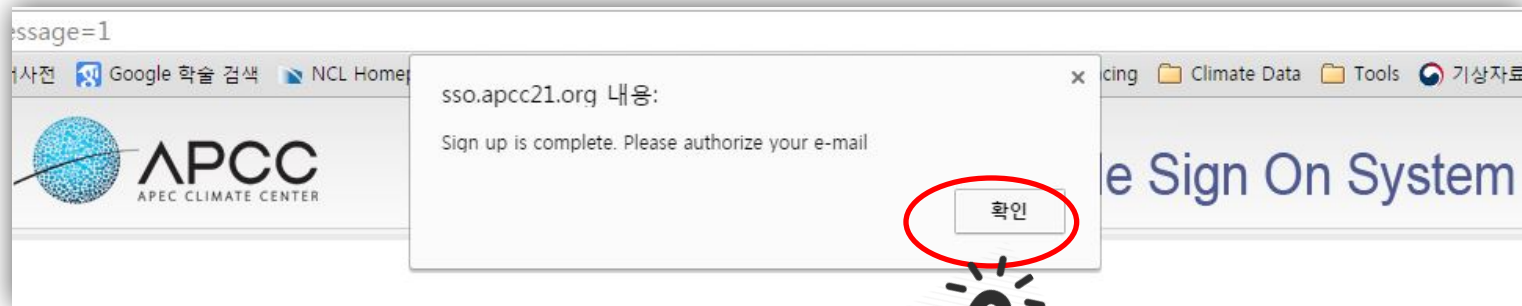 essage=1
사전 Google 학술 검색 NCL Homep
cing Climate Data Tools 기상자료
sso.apcc21.org 내용:
Sign up is complete. Please authorize your e-mail
확인
APCC
APEC CLIMATE CENTER
le Sign On System